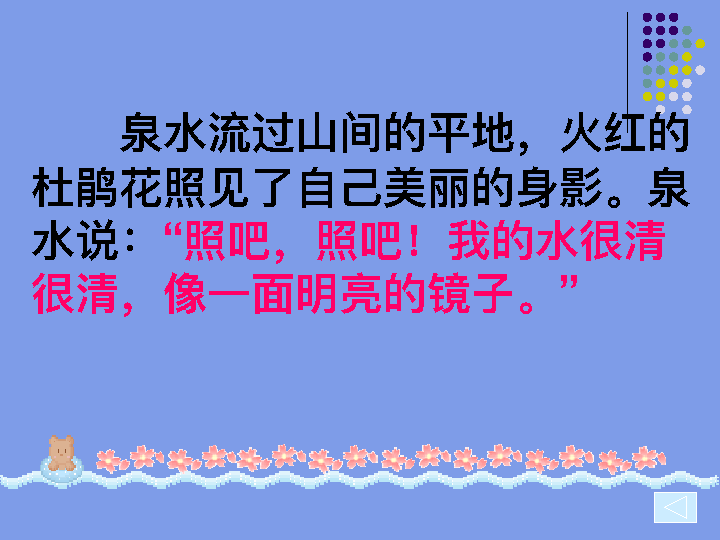 泉水流过山间的平地，火红的
杜鹃花照见了自己美丽的身影。泉
水说：“照吧，照吧！我的水很清
很清，像一面明亮的镜子。”